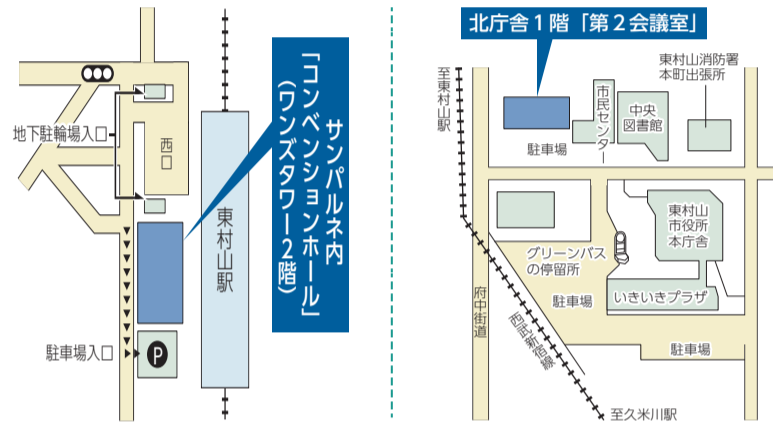 サンパルネ内
「コンベンションホール」
(ワンズタワー2階)
地下駐輪場入口
西口
東村山駅
駐車場入口
P
北庁舎1階「第2会議室」
至東村山駅
市民センター
中央
図書館
東村山消防署
本町出張所
駐車場
東村山
市役所
本庁舎
グリーンバス
の停留所
駐車場
いきいきプラザ
府中街道
西武新宿線
駐車場
至久米川駅